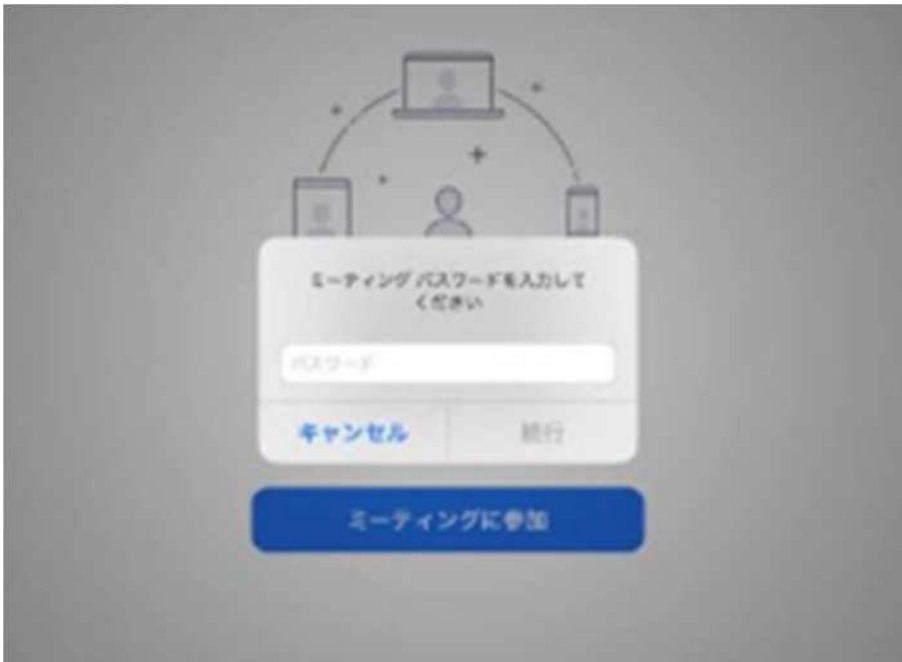 ミーティング パスワードを入力して
ください
パスワード
キャンセル
続行
ミーティングに参加